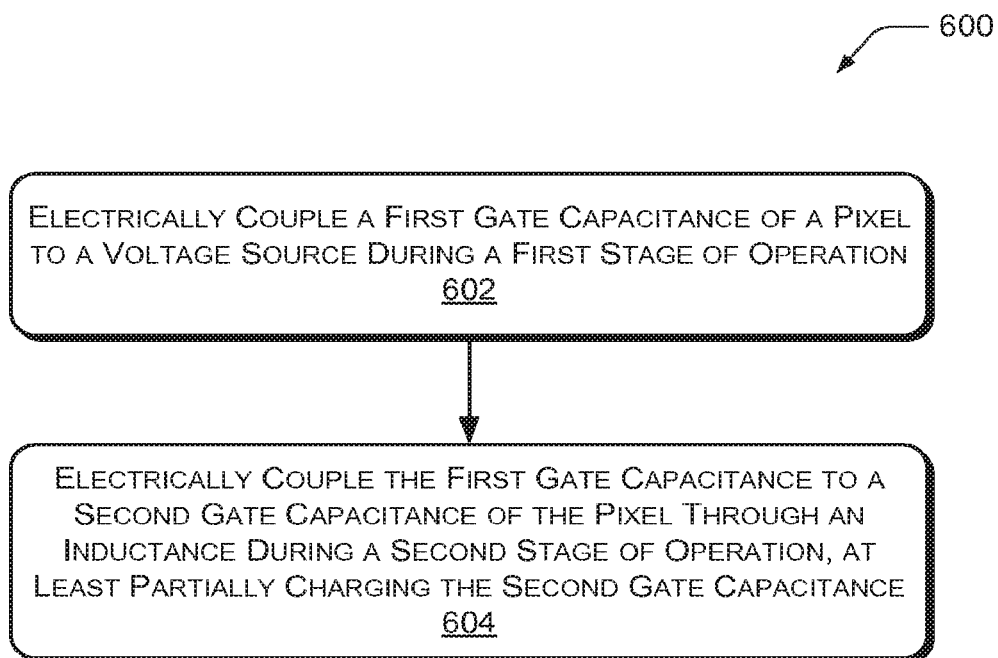 600
ELECTRICALLY COUPLE A FIRST GATE CAPACITANCE OF A PIXEL
TO A VOLTAGE SOURCE DURING A FIRST STAGE OF OPERATION
602
ELECTRICALLY COUPLE THE FIRST GATE CAPACITANCE TO A
SECOND GATE CAPACITANCE OF THE PIXEL THROUGH AN
INDUCTANCE DURING A SECOND STAGE OF OPERATION, AT
LEAST PARTIALLY CHARGING THE SECOND GATE CAPACITANCE
604